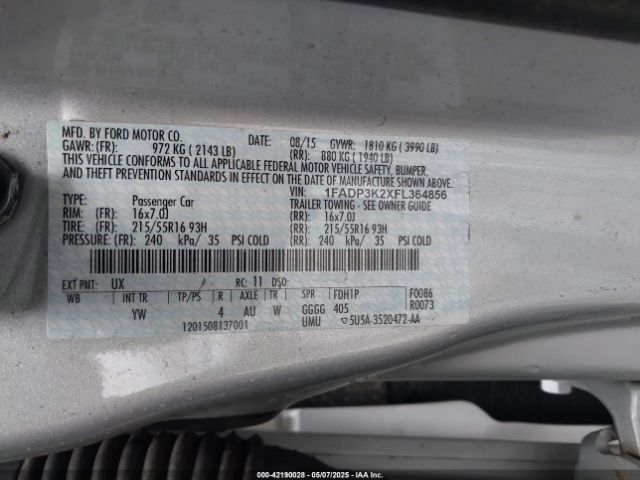 MFD. BY FORD MOTOR CO.
DATE: 08/15 GVWR: 1810 KG ( 3990 LB)
GAWR: (FR): 972 KG ( 2143 LB) (RR): 880 KG ( 1940 LB)
THIS VEHICLE CONFORMS TO ALL APPLICABLE FEDERAL MOTOR VEHICLE SAFETY, BUMPER,
AND THEFT PREVENTION STANDARDS IN EFFECT ON THE DATE OF MANUFACTURE SHOWN ABOVE.
VIN: 1FADP3K2XFL364856
TYPE: Passenger Car TRAILER TOWING - SEE OWNER GUIDE
RIM: (FR) 16x7.0J (RR): 16x7.0J
TIRE: (FR): 215/55R16 93H (RR): 215/55R16 93H
PRESSURE: (FR): 240 kPa/ 35 PSI COLD (RR): 240 kPa/ 35 PSI COLD
EXT PNT: UX RC: 11 DSO:
WB INT TR TP/PS R AXLE TR SPR FDH1P F0086
YW 4 AU W GGGG 405 R0073
1201508137001 UMU ▽5U5A-3520472-AA
000-42190028 - 05/07/2025 - COPYRIGHTED BY IAA, LLC